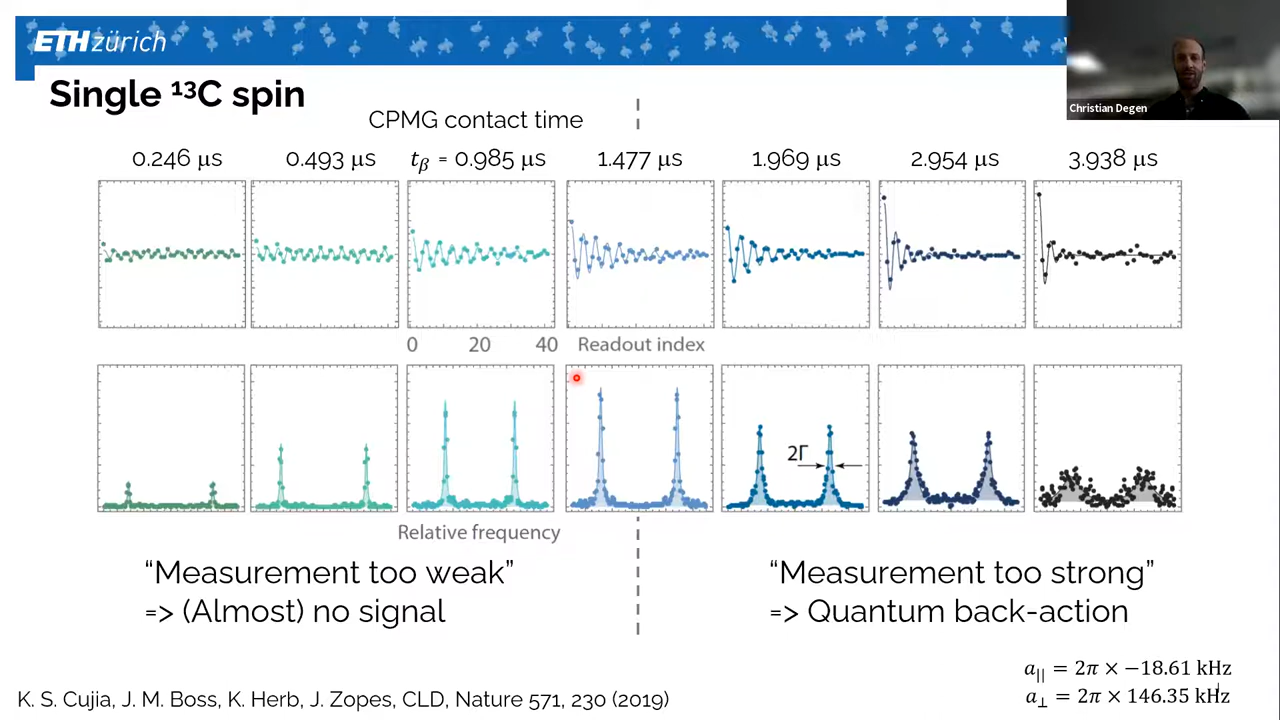 ETH zürich
Christian Degen
Single ¹³C spin
CPMG contact time
0.246 μs 0.493 μs t_β = 0.985 μs 1.477 μs 1.969 μs 2.954 μs 3.938 μs
0 20 40 Readout index
2Γ
Relative frequency
“Measurement too weak”
=> (Almost) no signal
“Measurement too strong”
=> Quantum back-action
a_|| = 2π × −18.61 kHz
a_⊥ = 2π × 146.35 kHz
K. S. Cujia, J. M. Boss, K. Herb, J. Zopes, CLD, Nature 571, 230 (2019)